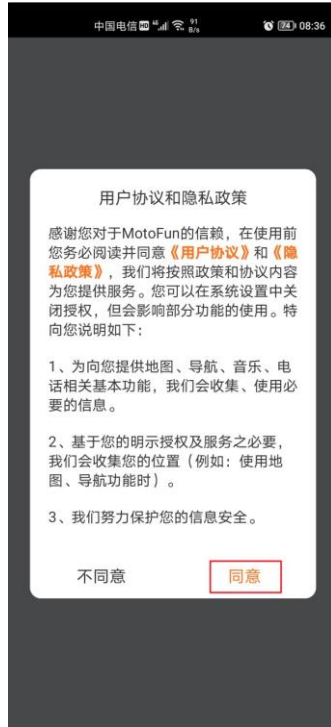 中国电信 HD 4G 91 B/s 74 08:36
用户协议和隐私政策
感谢您对于MotoFun的信赖，在使用前
您务必阅读并同意《用户协议》和《隐
私政策》，我们将按照政策和协议内容
为您提供服务。您可以在系统设置中关
闭授权，但会影响部分功能的使用。特
向您说明如下：
1、为向您提供地图、导航、音乐、电
话相关基本功能，我们会收集、使用必
要的信息。
2、基于您的明示授权及服务之必要，
我们会收集您的位置（例如：使用地
图、导航功能时）。
3、我们努力保护您的信息安全。
不同意 同意